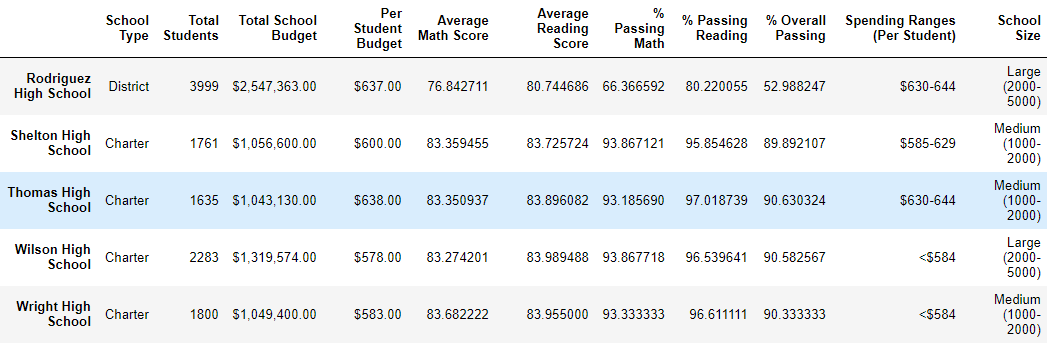 School Type Total Students Total School Budget Per Student Budget Average Math Score Average Reading Score % Passing Math % Passing Reading % Overall Passing Spending Ranges (Per Student) School Size
Rodriguez High School District 3999 $2,547,363.00 $637.00 76.842711 80.744686 66.366592 80.220055 52.988247 $630-644 Large (2000-5000)
Shelton High School Charter 1761 $1,056,600.00 $600.00 83.359455 83.725724 93.867121 95.854628 89.892107 $585-629 Medium (1000-2000)
Thomas High School Charter 1635 $1,043,130.00 $638.00 83.350937 83.896082 93.185690 97.018739 90.630324 $630-644 Medium (1000-2000)
Wilson High School Charter 2283 $1,319,574.00 $578.00 83.274201 83.989488 93.867718 96.539641 90.582567 <$584 Large (2000-5000)
Wright High School Charter 1800 $1,049,400.00 $583.00 83.682222 83.955000 93.333333 96.611111 90.333333 <$584 Medium (1000-2000)